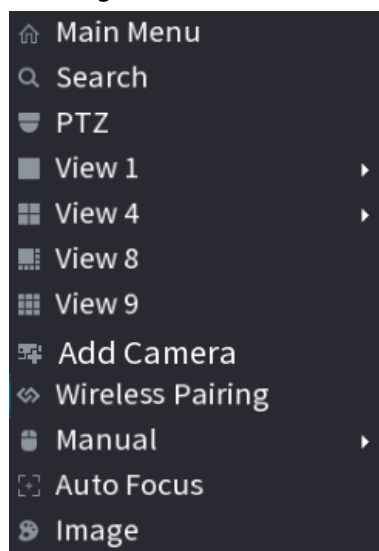 Main Menu
Search
PTZ
View 1
View 4
View 8
View 9
Add Camera
Wireless Pairing
Manual
Auto Focus
Image